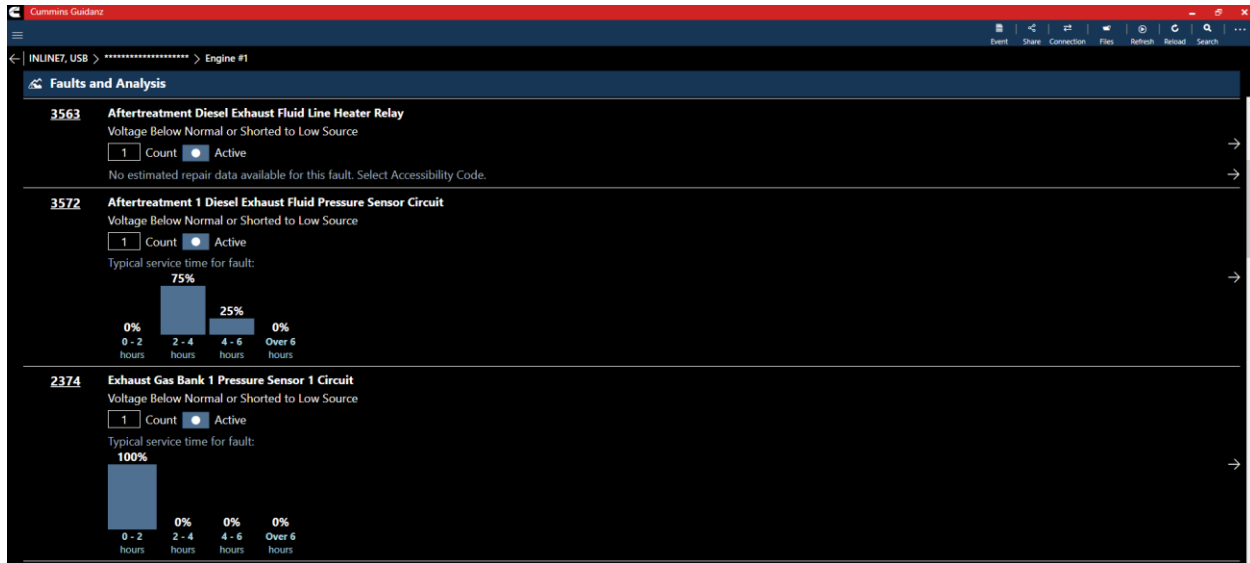 Cummins Guidanz
Event Share Connection Files Refresh Reload Search
INLINE7, USB > ******************** > Engine #1
Faults and Analysis
3563 Aftertreatment Diesel Exhaust Fluid Line Heater Relay
Voltage Below Normal or Shorted to Low Source
1 Count Active
No estimated repair data available for this fault. Select Accessibility Code.
3572 Aftertreatment 1 Diesel Exhaust Fluid Pressure Sensor Circuit
Voltage Below Normal or Shorted to Low Source
1 Count Active
Typical service time for fault:
75%
25%
0% 0%
0 - 2 2 - 4 4 - 6 Over 6
hours hours hours hours
2374 Exhaust Gas Bank 1 Pressure Sensor 1 Circuit
Voltage Below Normal or Shorted to Low Source
1 Count Active
Typical service time for fault:
100%
0% 0% 0%
0 - 2 2 - 4 4 - 6 Over 6
hours hours hours hours